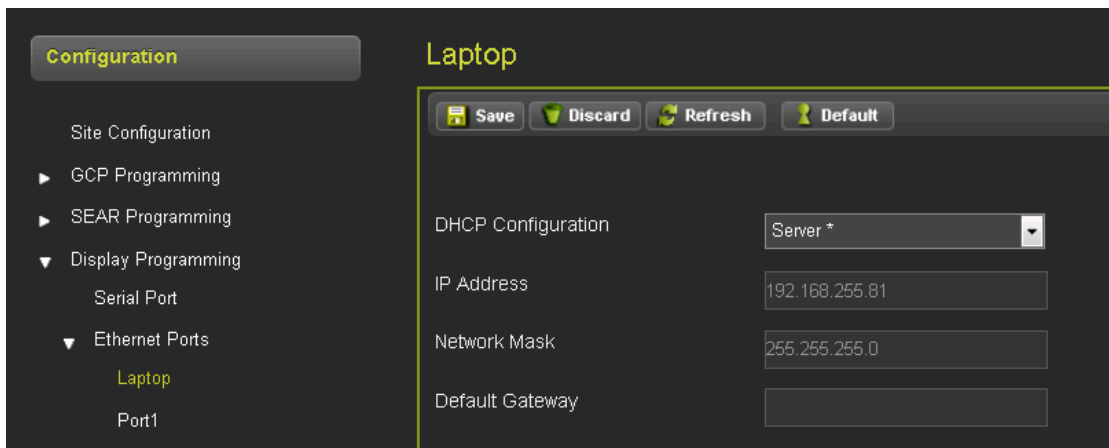 Configuration
Site Configuration
GCP Programming
SEAR Programming
Display Programming
Serial Port
Ethernet Ports
Laptop
Port1
Laptop
Save Discard Refresh Default
DHCP Configuration Server *
IP Address 192.168.255.81
Network Mask 255.255.255.0
Default Gateway